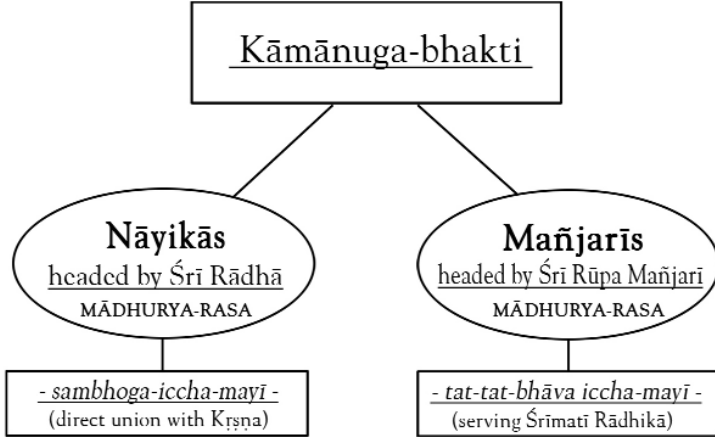 Kāmānuga-bhakti
Nāyikās
headed by Śrī Rādhā
MĀDHURYA-RASA
Mañjarīs
headed by Śrī Rūpa Mañjarī
MĀDHURYA-RASA
- sambhoga-iccha-mayī -
(direct union with Kṛṣṇa)
- tat-tat-bhāva iccha-mayī -
(serving Śrīmatī Rādhikā)